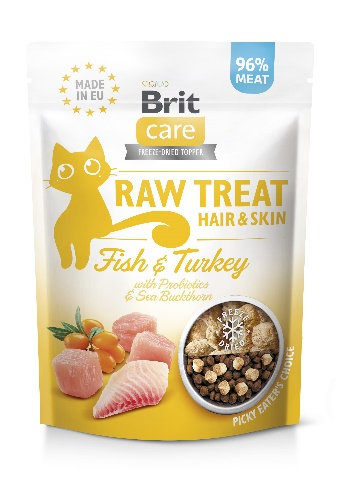 MADE IN
EU
96%
MEAT
Brit
care
FREEZE-DRIED TOPPER
RAW TREAT
HAIR & SKIN
Fish & Turkey
with Probiotics
& Sea Buckthorn
FREEZE
DRIED
PICKY EATER'S CHOICE